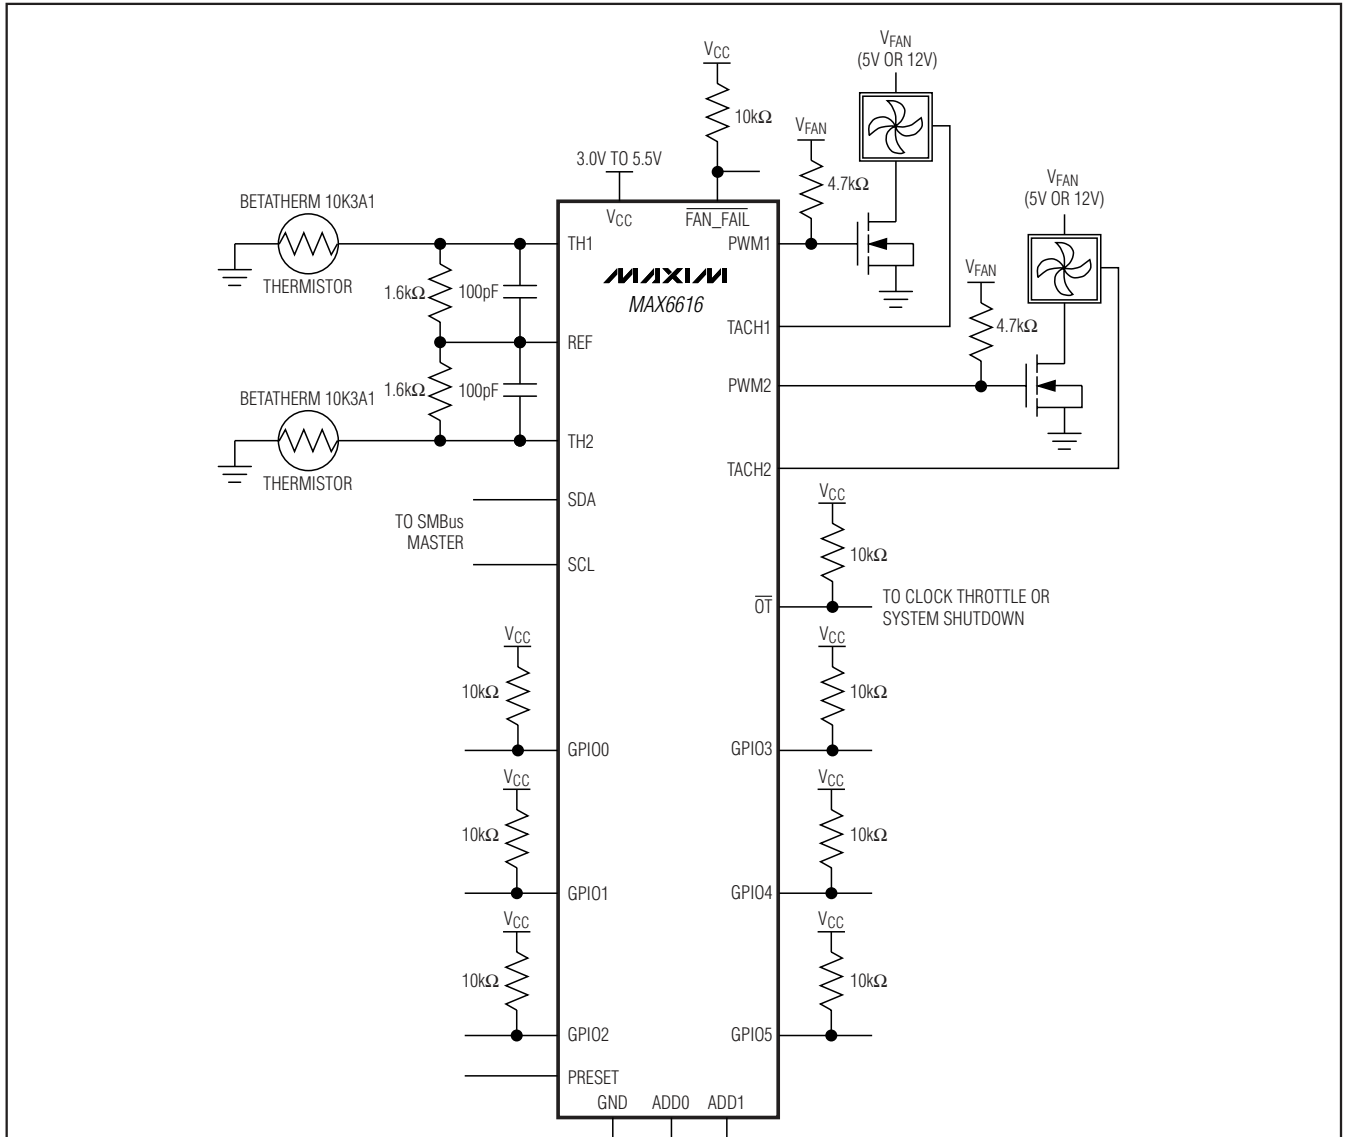 VCC
10kΩ
VFAN
(5V OR 12V)
VFAN
4.7kΩ
3.0V TO 5.5V
VFAN
(5V OR 12V)
BETATHERM 10K3A1
THERMISTOR
VCC
FAN_FAIL
TH1
PWM1
MAXIM
MAX6616
1.6kΩ
100pF
VFAN
4.7kΩ
REF
TACH1
1.6kΩ
100pF
PWM2
BETATHERM 10K3A1
THERMISTOR
TH2
TACH2
SDA
TO SMBus
MASTER
SCL
VCC
10kΩ
OT
TO CLOCK THROTTLE OR
SYSTEM SHUTDOWN
VCC
10kΩ
GPIO0
VCC
10kΩ
GPIO3
VCC
10kΩ
GPIO1
VCC
10kΩ
GPIO4
VCC
10kΩ
GPIO2
VCC
10kΩ
GPIO5
PRESET
GND
ADD0
ADD1